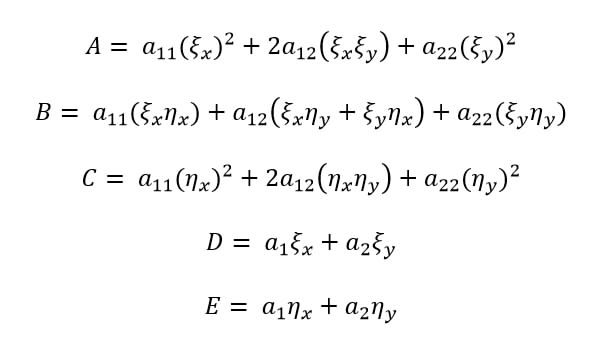 A = a₁₁(ξₓ)² + 2a₁₂(ξₓξᵧ) + a₂₂(ξᵧ)²
B = a₁₁(ξₓηₓ) + a₁₂(ξₓηᵧ + ξᵧηₓ) + a₂₂(ξᵧηᵧ)
C = a₁₁(ηₓ)² + 2a₁₂(ηₓηᵧ) + a₂₂(ηᵧ)²
D = a₁ξₓ + a₂ξᵧ
E = a₁ηₓ + a₂ηᵧ